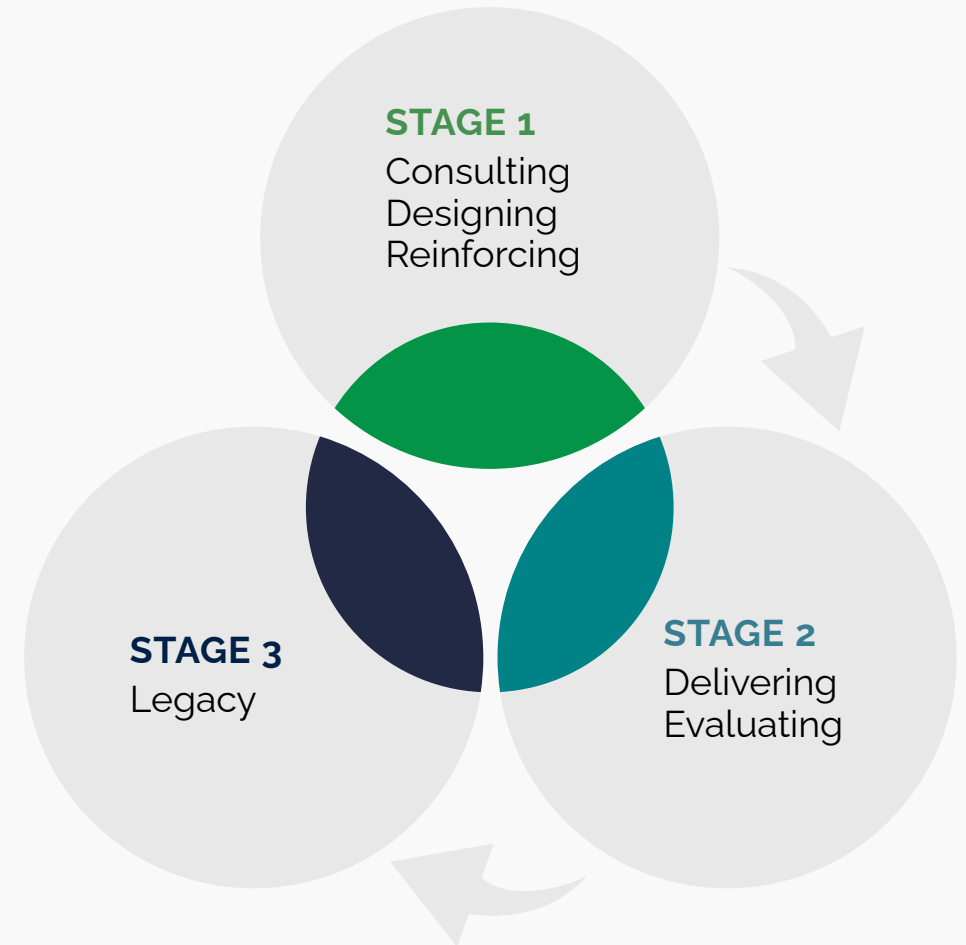 STAGE 1
Consulting
Designing
Reinforcing
STAGE 2
Delivering
Evaluating
STAGE 3
Legacy